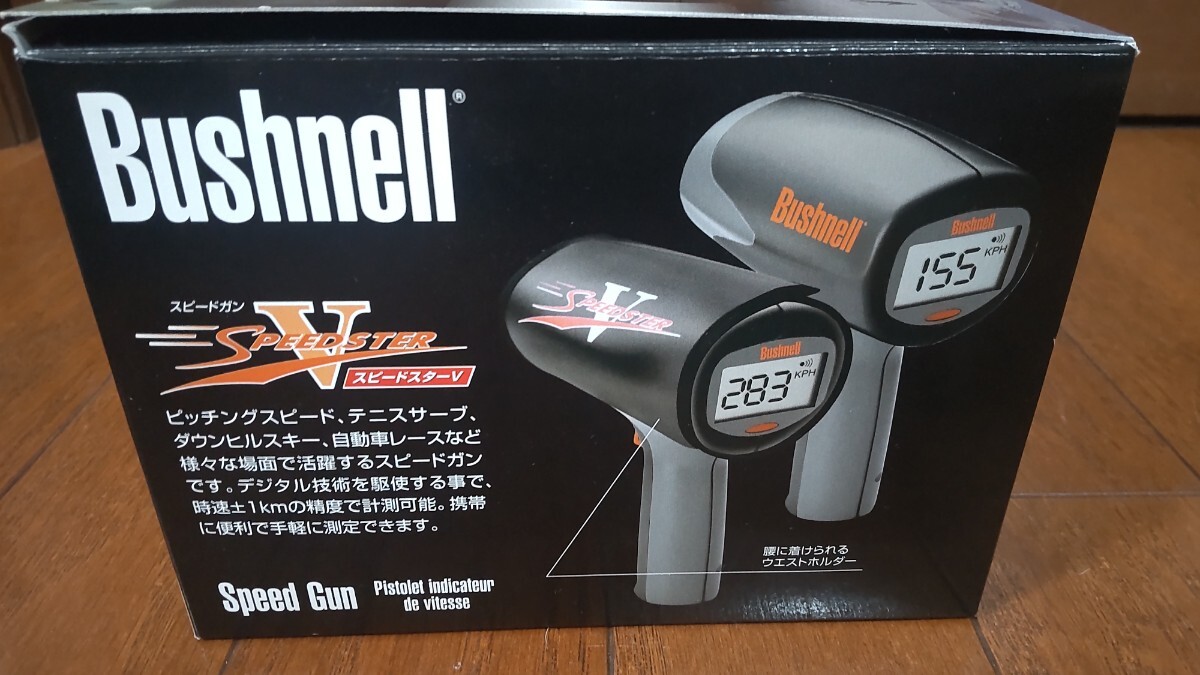 Bushnell®
スピードガン
SPEEDSTER V
スピードスターV
ピッチングスピード、テニスサーブ、
ダウンヒルスキー、自動車レースなど
様々な場面で活躍するスピードガン
です。デジタル技術を駆使する事で、
時速±1kmの精度で計測可能。携帯
に便利で手軽に測定できます。
Speed Gun
Pistolet indicateur
de vitesse
Bushnell
Bushnell
155
KPH
SPEEDSTER V
Bushnell
283
KPH
腰に着けられる
ウエストホルダー